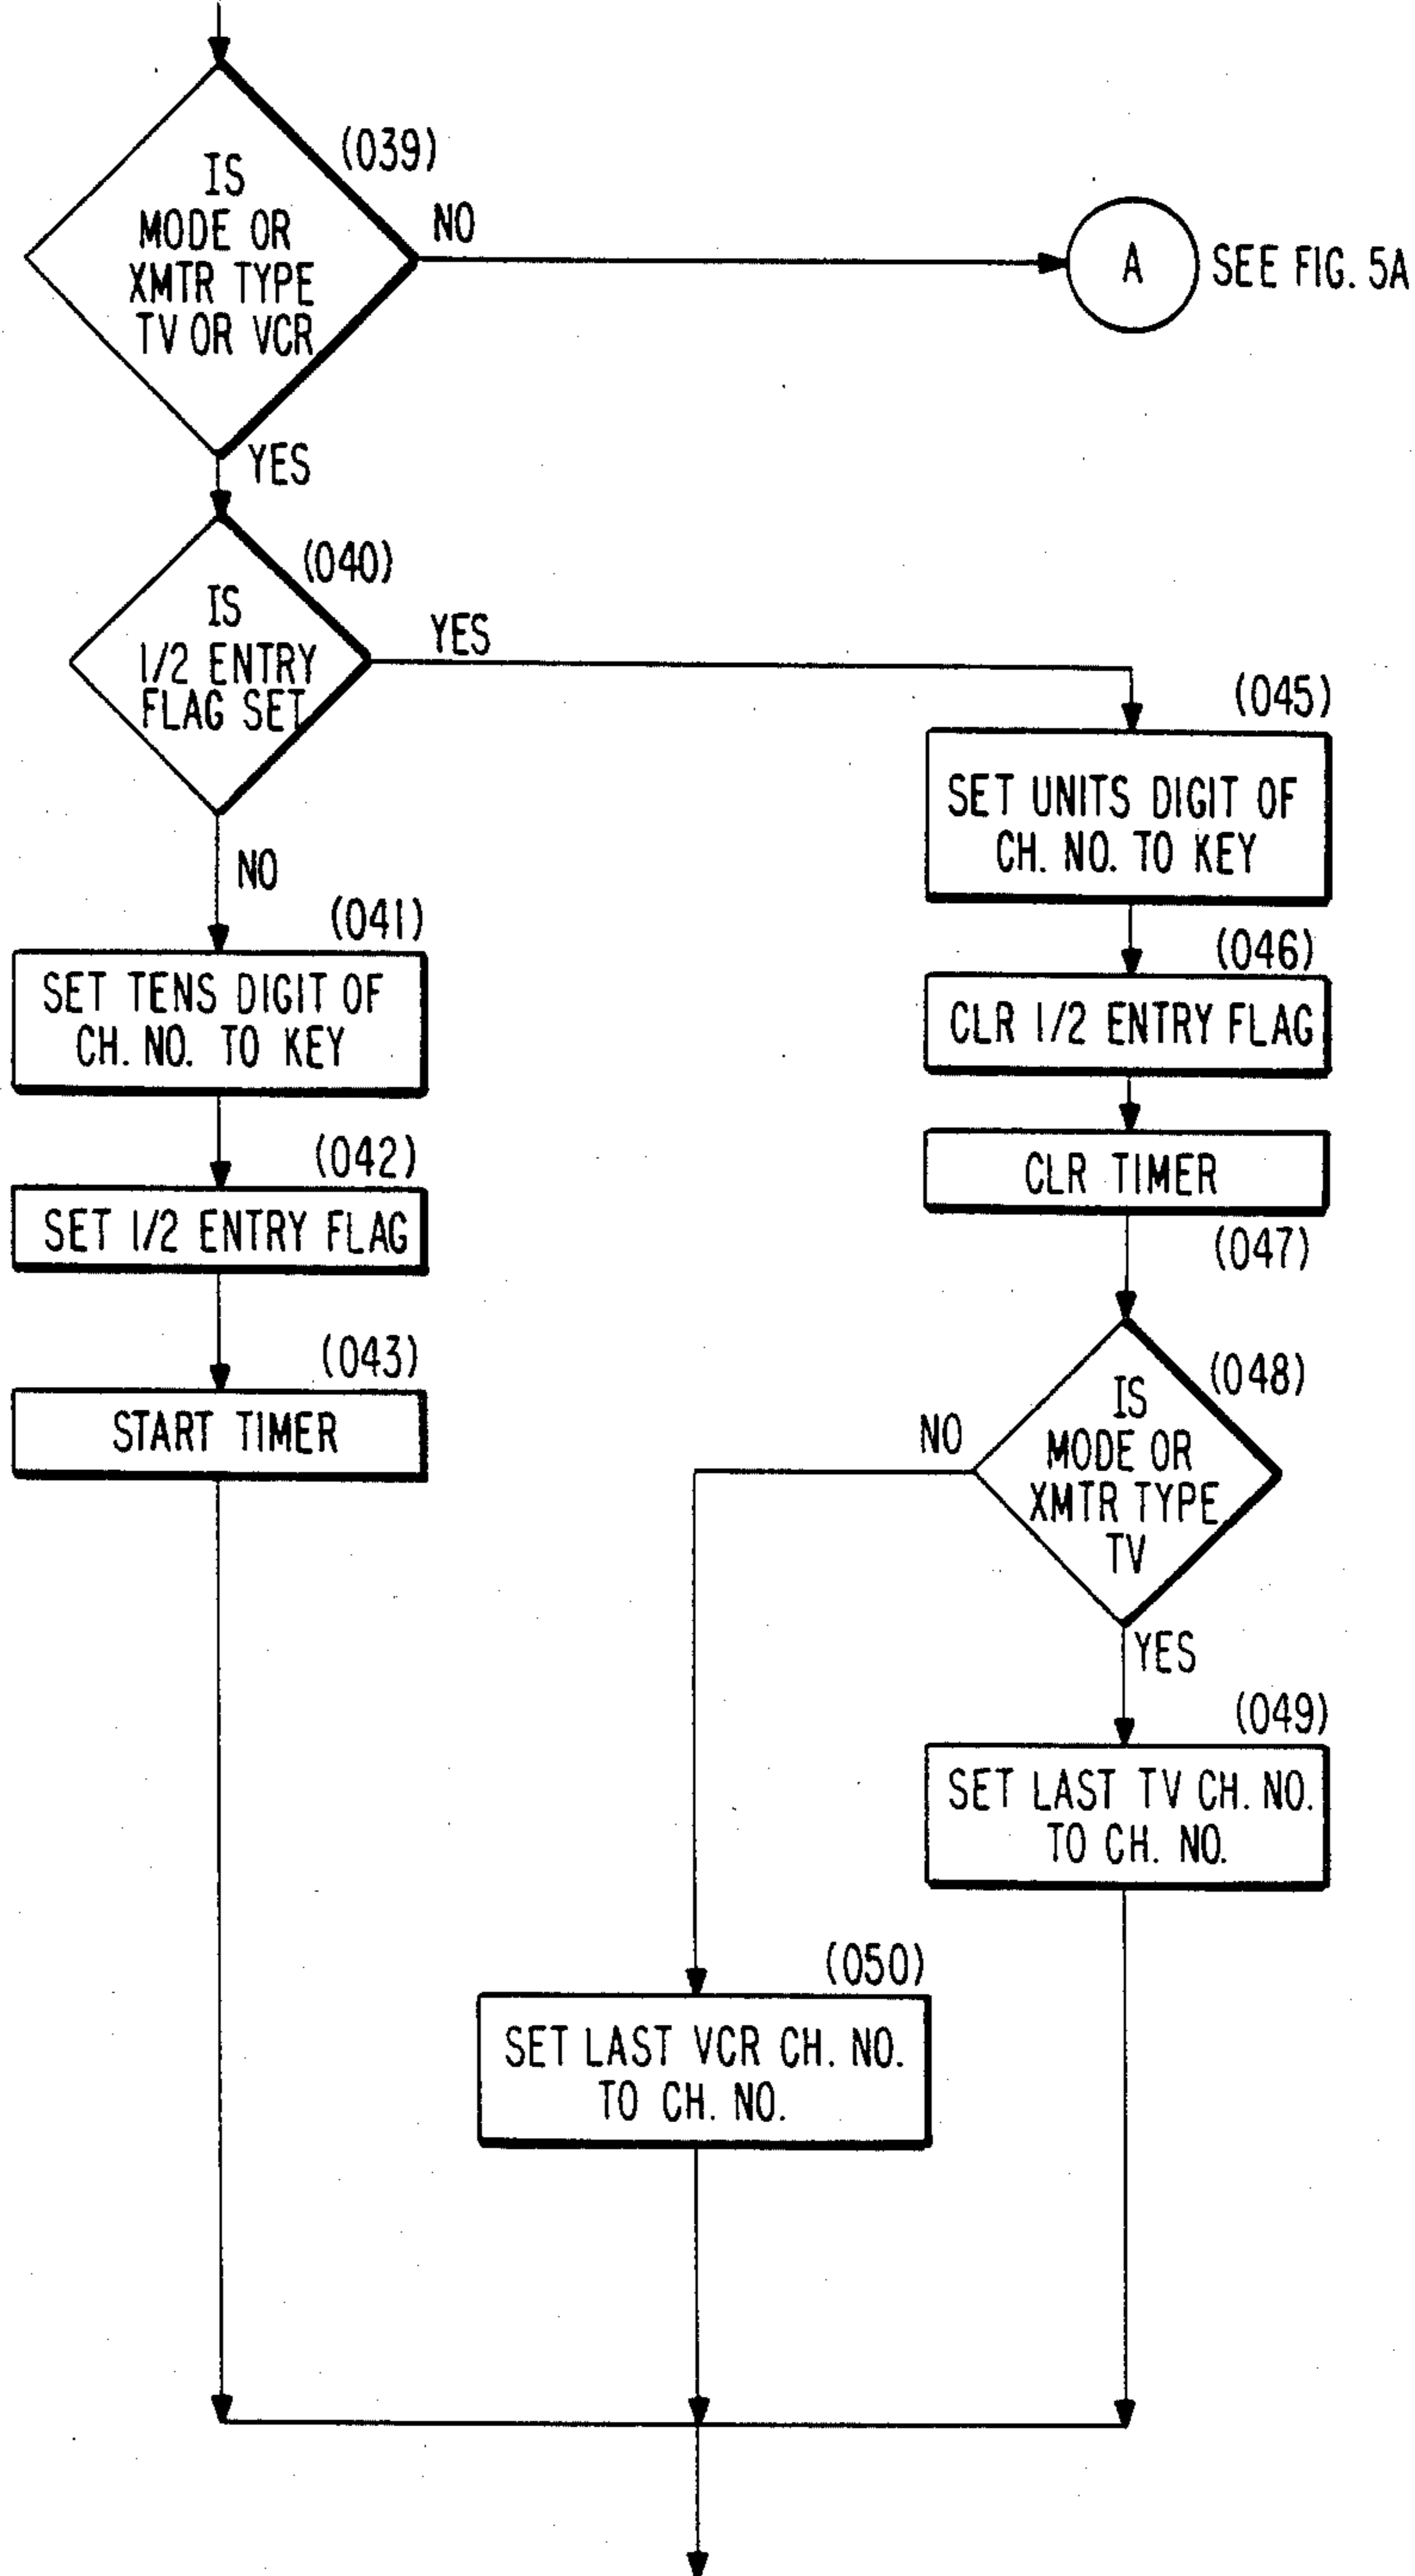 (039)
IS
MODE OR
XMTR TYPE
TV OR VCR
NO
A
SEE FIG. 5A
YES
(040)
IS
1/2 ENTRY
FLAG SET
YES
NO
(041)
SET TENS DIGIT OF
CH. NO. TO KEY
(042)
SET 1/2 ENTRY FLAG
(043)
START TIMER
(045)
SET UNITS DIGIT OF
CH. NO. TO KEY
(046)
CLR 1/2 ENTRY FLAG
CLR TIMER
(047)
(048)
IS
MODE OR
XMTR TYPE
TV
NO
YES
(049)
SET LAST TV CH. NO.
TO CH. NO.
(050)
SET LAST VCR CH. NO.
TO CH. NO.